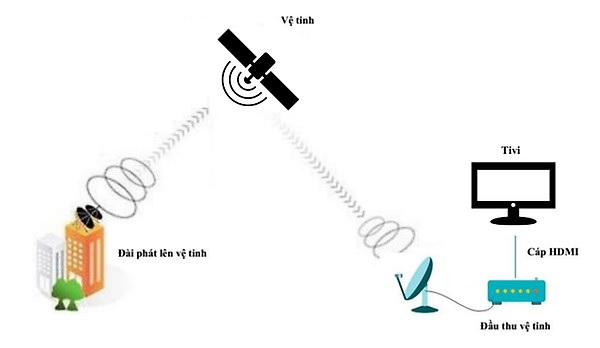 Vệ tinh
Tivi
Đài phát lên vệ tinh
Cáp HDMI
Đầu thu vệ tinh